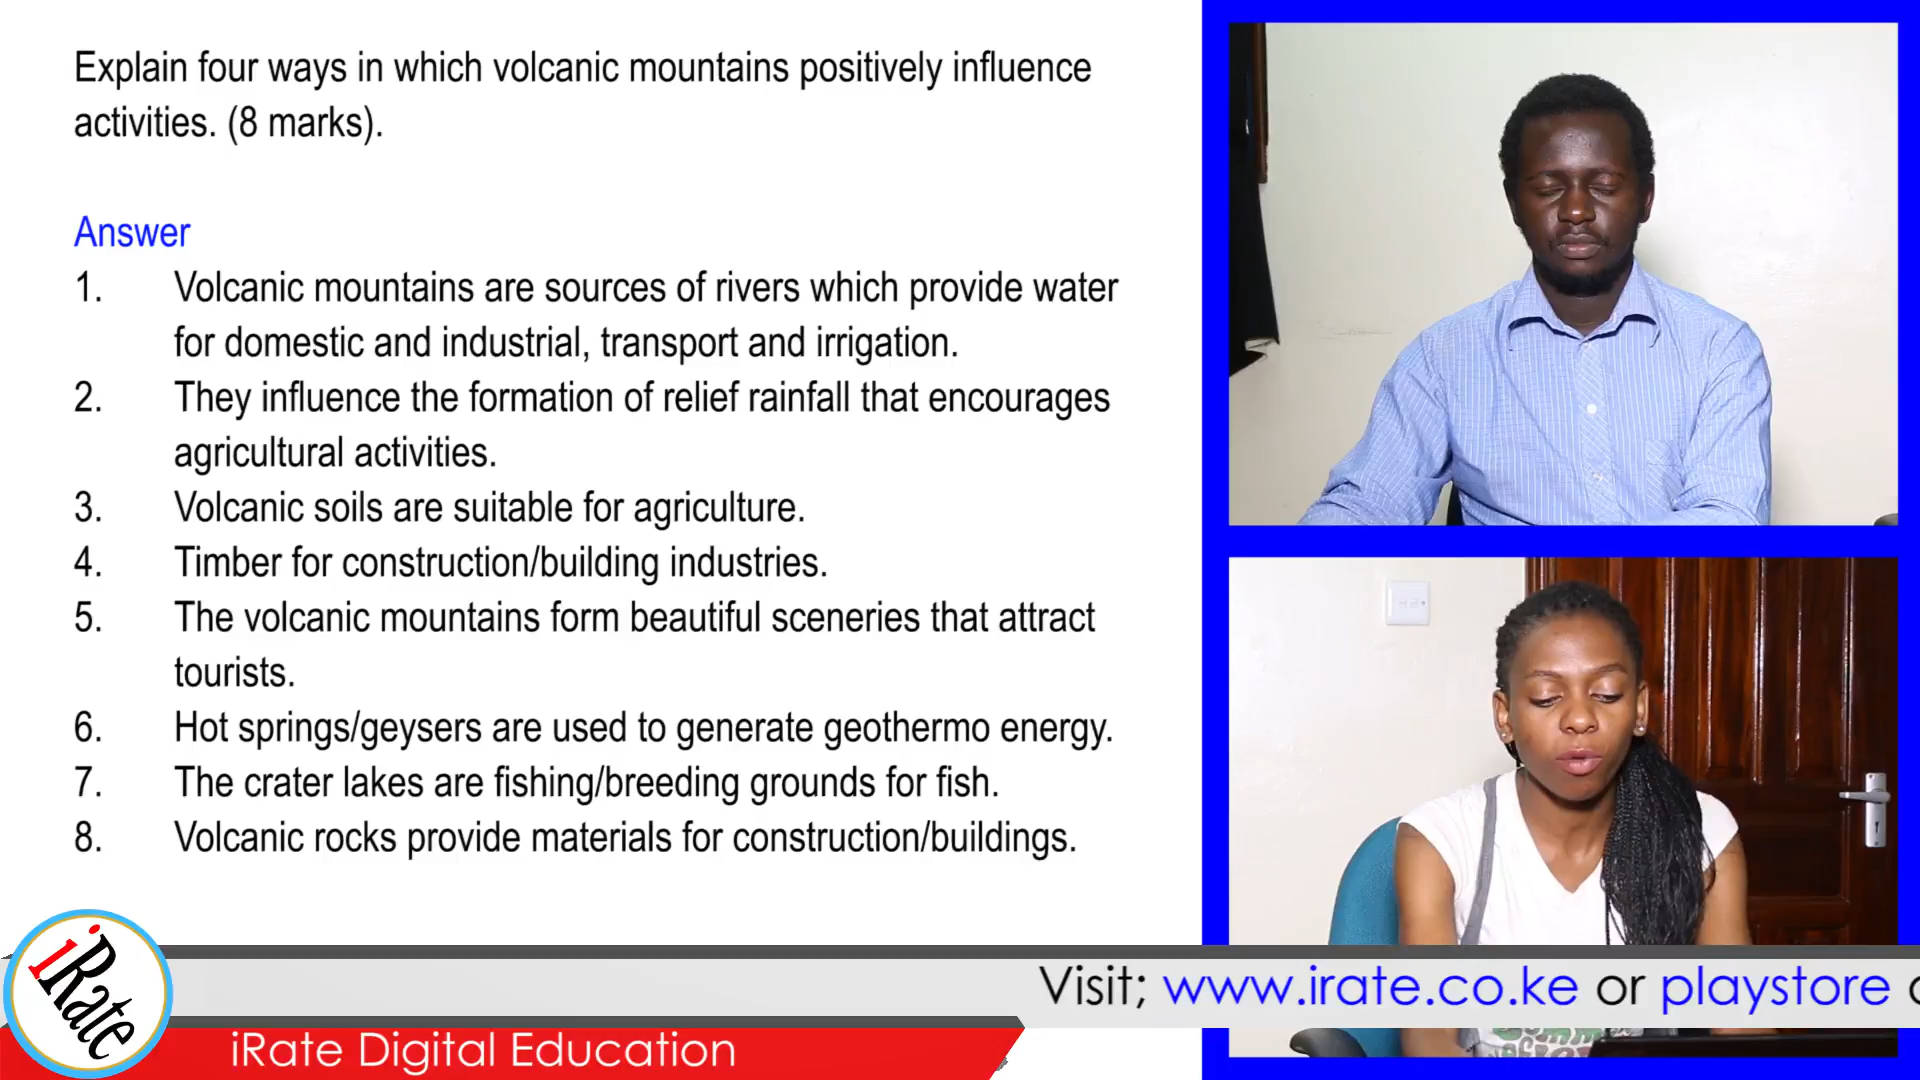 Explain four ways in which volcanic mountains positively influence
activities. (8 marks).
Answer
1. Volcanic mountains are sources of rivers which provide water
for domestic and industrial, transport and irrigation.
2. They influence the formation of relief rainfall that encourages
agricultural activities.
3. Volcanic soils are suitable for agriculture.
4. Timber for construction/building industries.
5. The volcanic mountains form beautiful sceneries that attract
tourists.
6. Hot springs/geysers are used to generate geothermo energy.
7. The crater lakes are fishing/breeding grounds for fish.
8. Volcanic rocks provide materials for construction/buildings.
iRate
Visit; www.irate.co.ke or playstore
iRate Digital Education